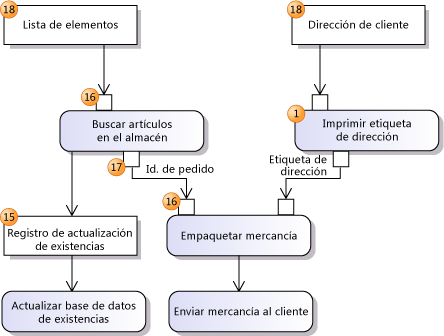 18
Lista de elementos
18
Dirección de cliente
16
Buscar artículos
en el almacén
1
Imprimir etiqueta
de dirección
17
Id. de pedido
Etiqueta de
dirección
15
Registro de actualización
de existencias
16
Empaquetar mercancía
Actualizar base de datos
de existencias
Enviar mercancía al cliente